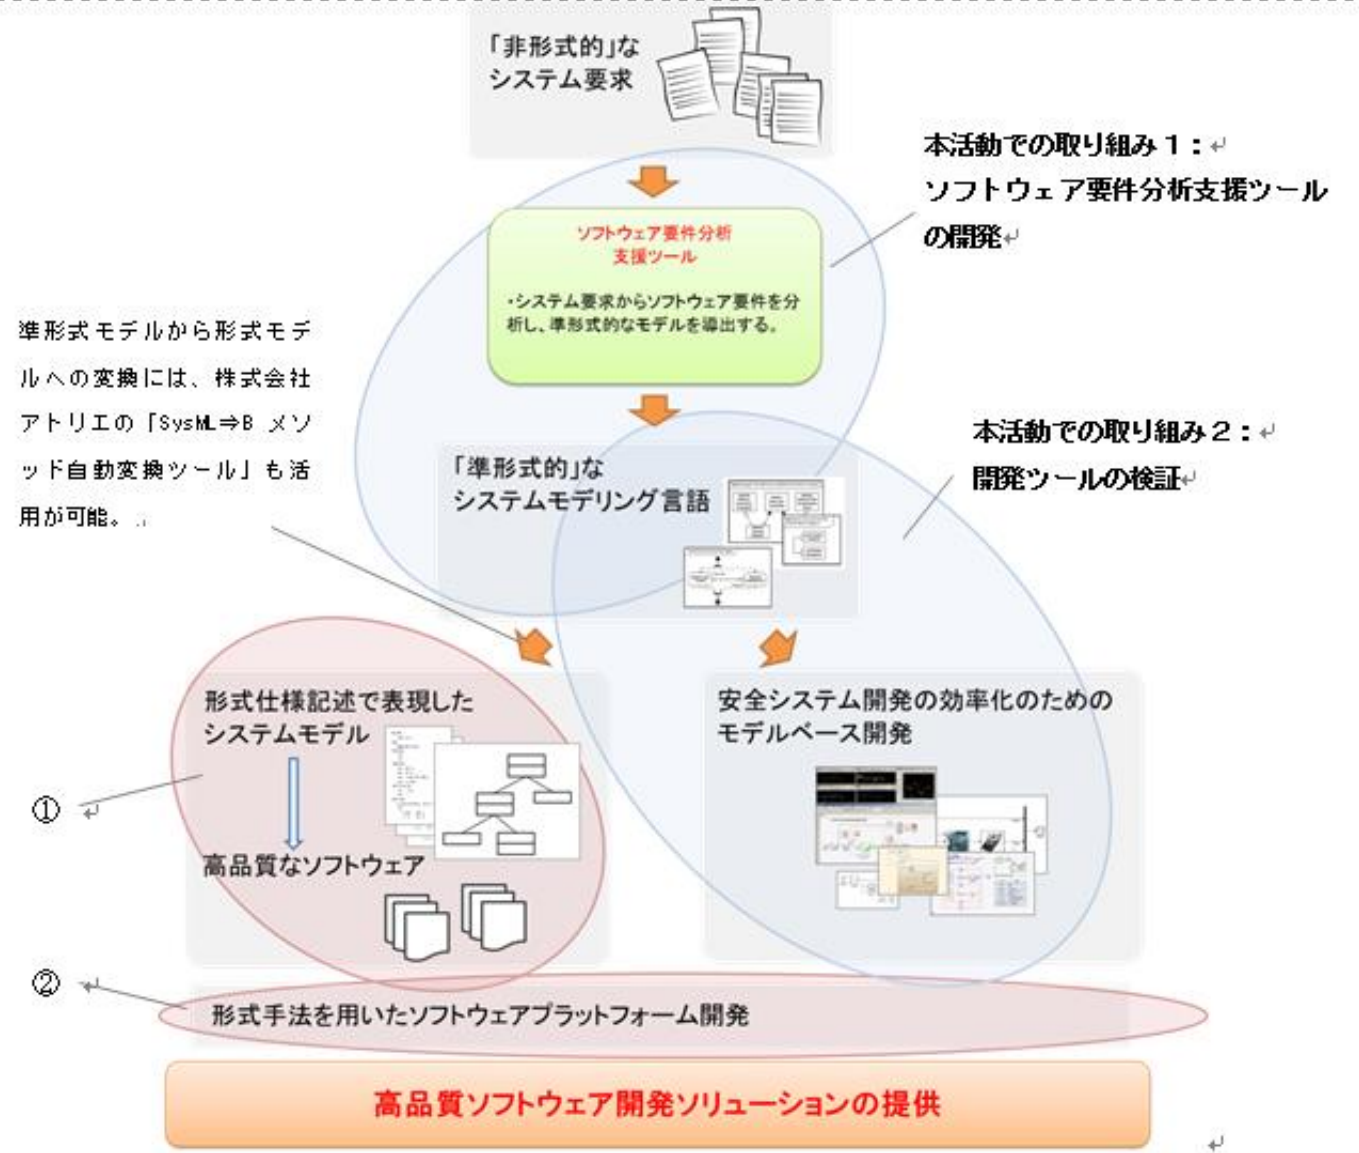 「非形式的」な
システム要求
本活動での取り組み１：
ソフトウェア要件分析支援ツール
の開発
ソフトウェア要件分析
支援ツール
・システム要求からソフトウェア要件を分
析し、準形式的なモデルを導出する。
準形式モデルから形式モデ
ルへの変換には、株式会社
アトリエの「SysML⇒B メソ
ッド自動変換ツール」も活
用が可能。
本活動での取り組み２：
開発ツールの検証
「準形式的」な
システムモデリング言語
形式仕様記述で表現した
システムモデル
高品質なソフトウェア
安全システム開発の効率化のための
モデルベース開発
①
②
形式手法を用いたソフトウェアプラットフォーム開発
高品質ソフトウェア開発ソリューションの提供